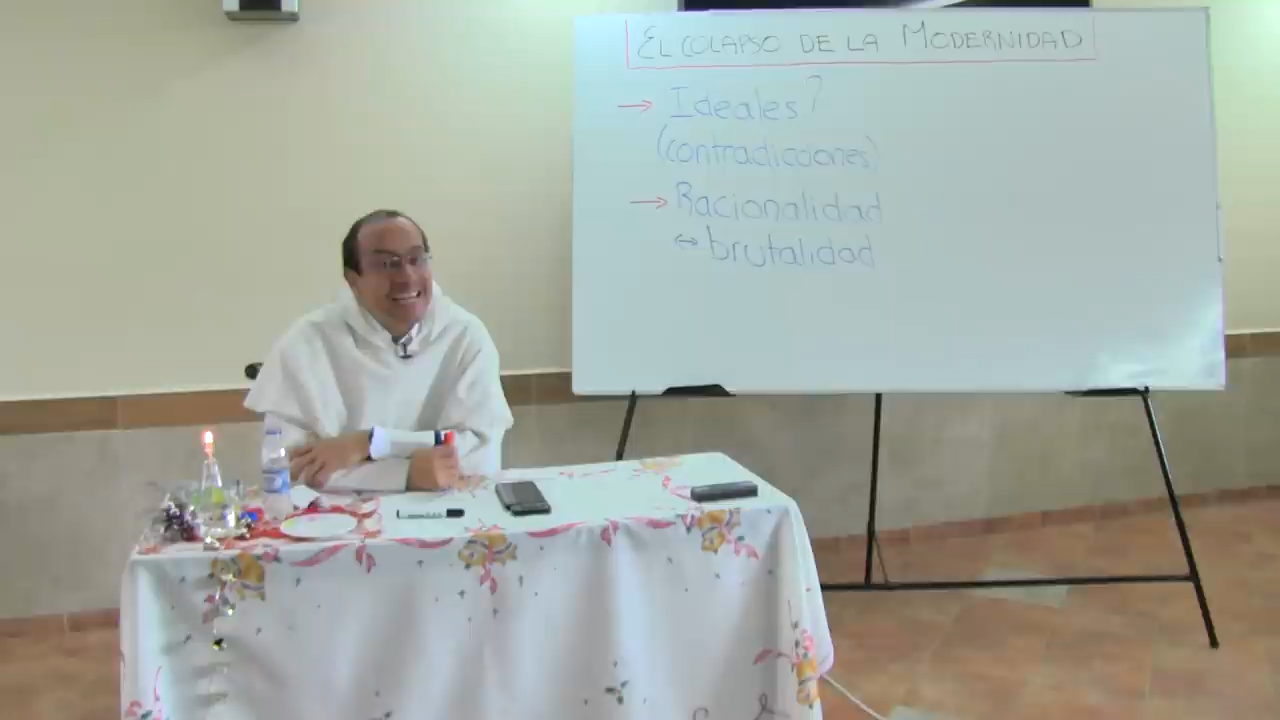 EL COLAPSO DE LA MODERNIDAD
→ Ideales?
(contradicciones)
→ Racionalidad
↔ brutalidad